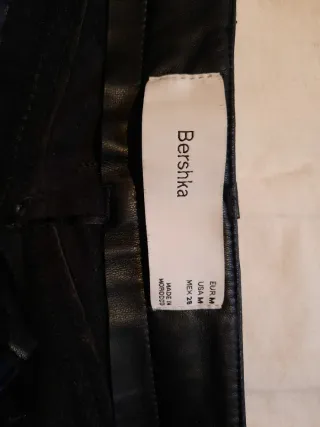 Bershka
EUR M
USA M
MEX 28
MADE IN
MOROCCO